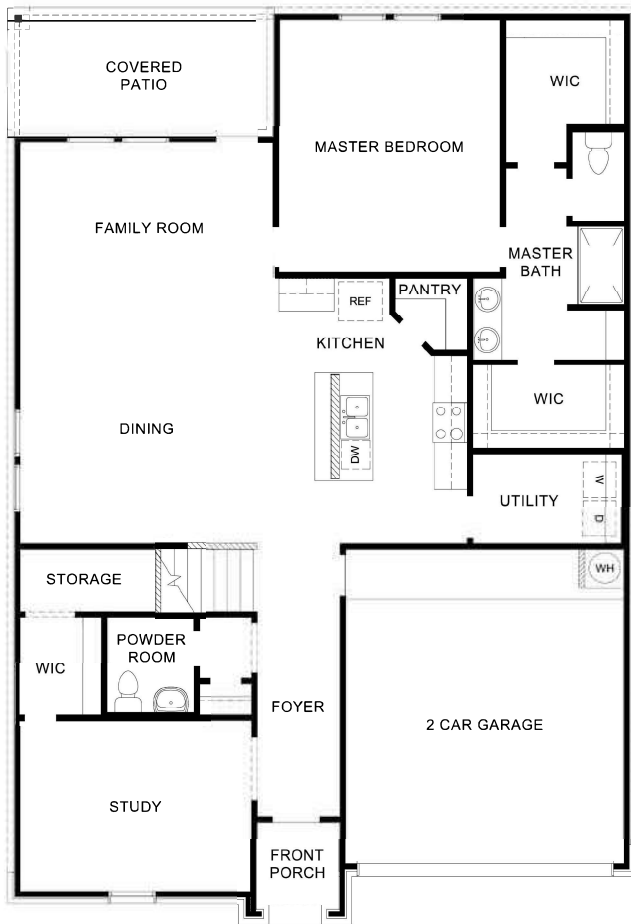 COVERED
PATIO
WIC
MASTER BEDROOM
FAMILY ROOM
MASTER
BATH
PANTRY
REF
KITCHEN
WIC
DINING
DW
W
UTILITY
D
WH
STORAGE
POWDER
ROOM
WIC
FOYER
2 CAR GARAGE
STUDY
FRONT
PORCH